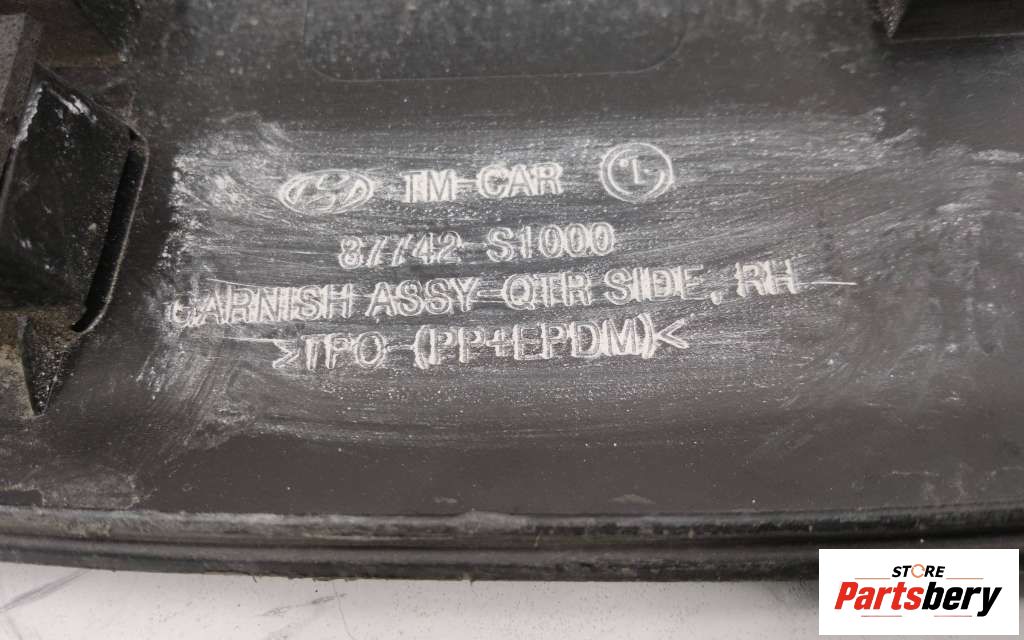 TM-CAR L
87742-S1000
GARNISH ASSY-QTR SIDE, RH
>TPO-(PP+EPDM)<
STORE
Partsbery